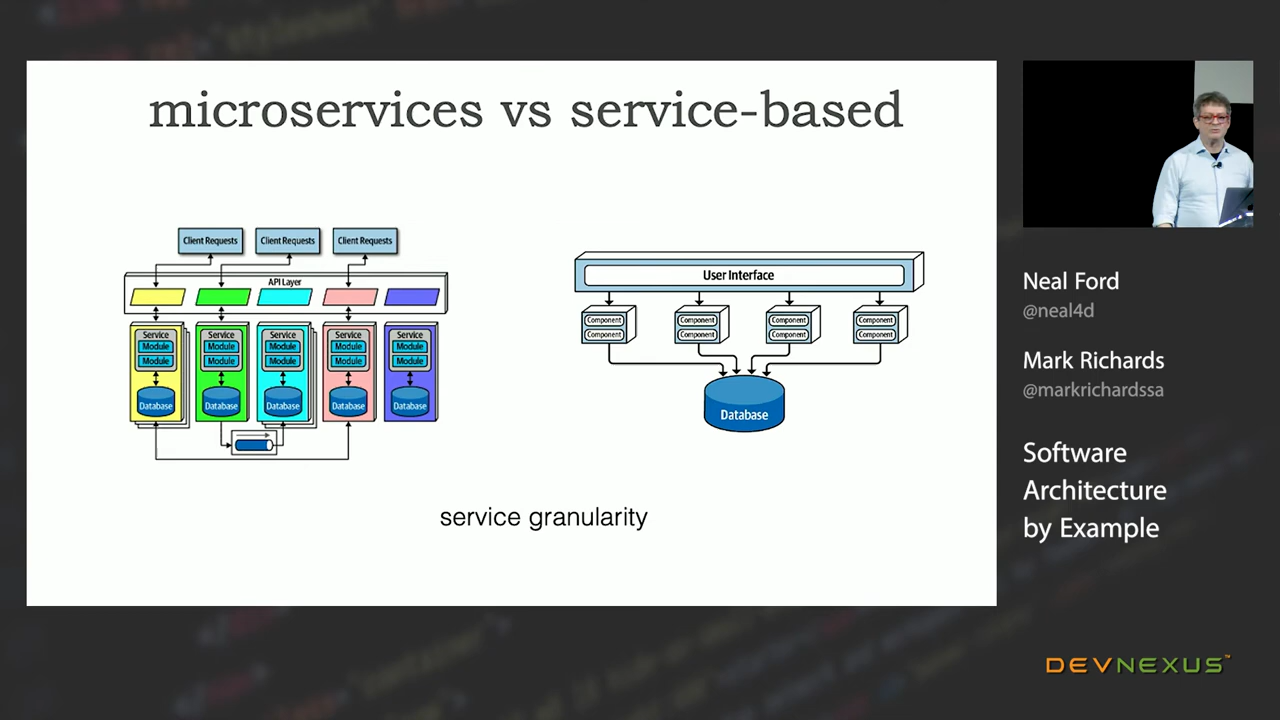 microservices vs service-based
Client Requests
Client Requests
Client Requests
API Layer
Service
Module
Module
Database
Service
Module
Module
Database
Service
Module
Module
Database
Service
Module
Module
Database
Service
Module
Module
Database
User Interface
Component
Component
Component
Component
Component
Component
Component
Component
Database
service granularity
Neal Ford
@neal4d
Mark Richards
@markrichardssa
Software
Architecture
by Example
DEVNEXUS™